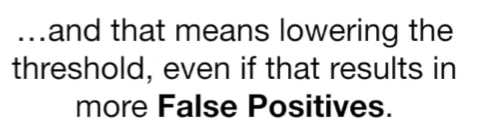 ...and that means lowering the
threshold, even if that results in
more False Positives.